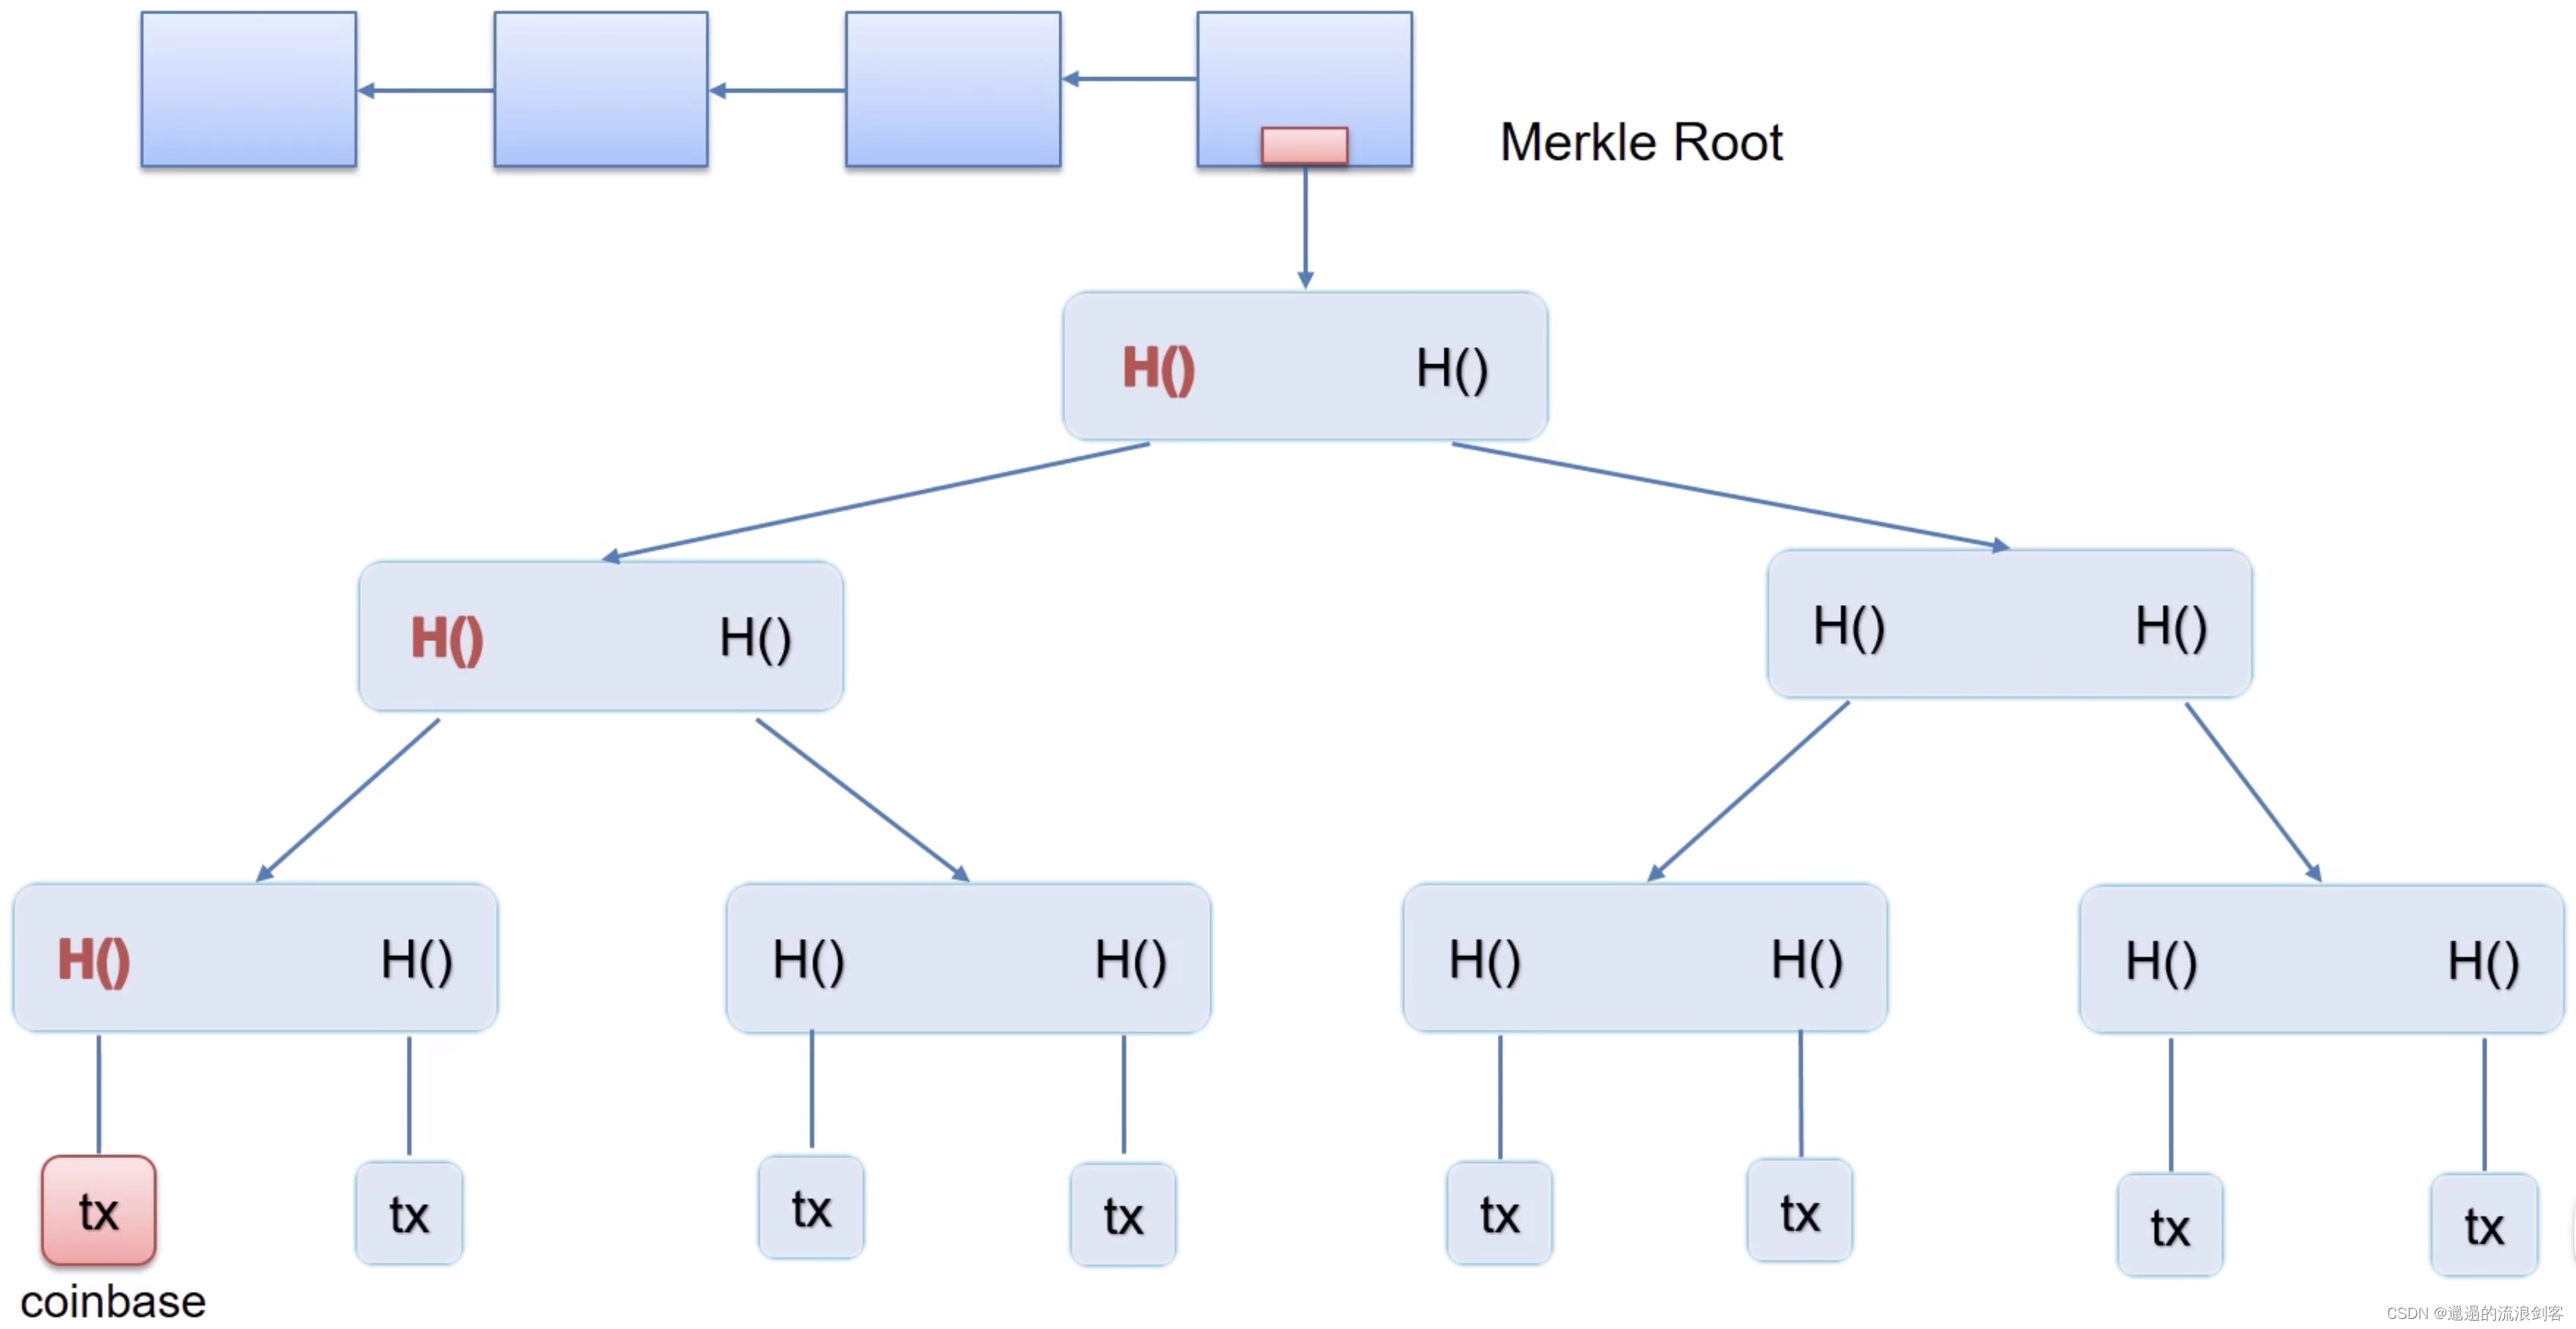 Merkle Root
H() H()
H() H() H() H()
H() H() H() H() H() H() H() H()
tx tx tx tx tx tx tx tx
coinbase
CSDN @邋遢的流浪剑客